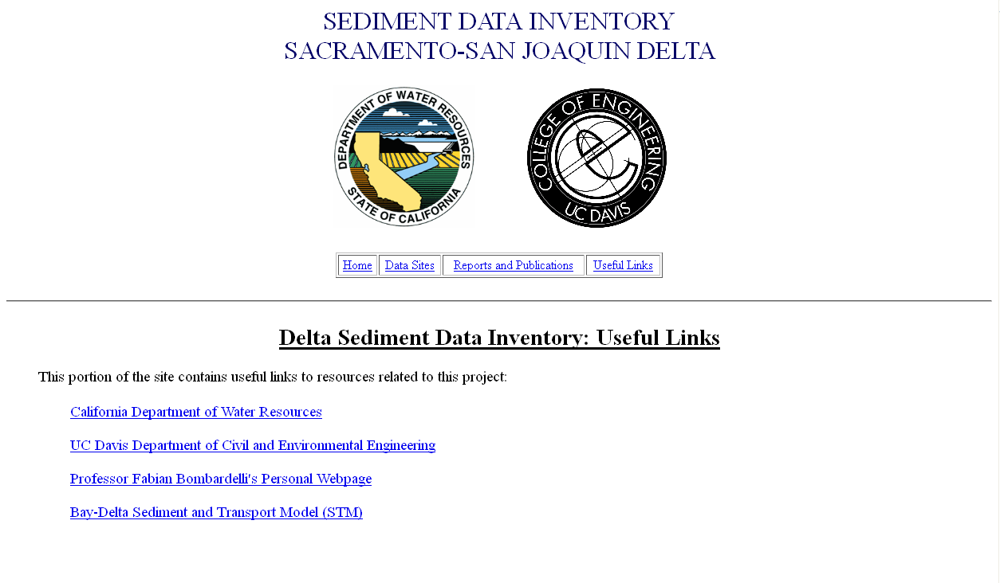 SEDIMENT DATA INVENTORY
SACRAMENTO-SAN JOAQUIN DELTA
DEPARTMENT OF WATER RESOURCES
STATE OF CALIFORNIA
COLLEGE OF ENGINEERING
UC DAVIS
Home Data Sites Reports and Publications Useful Links
Delta Sediment Data Inventory: Useful Links
This portion of the site contains useful links to resources related to this project:
California Department of Water Resources
UC Davis Department of Civil and Environmental Engineering
Professor Fabian Bombardelli's Personal Webpage
Bay-Delta Sediment and Transport Model (STM)